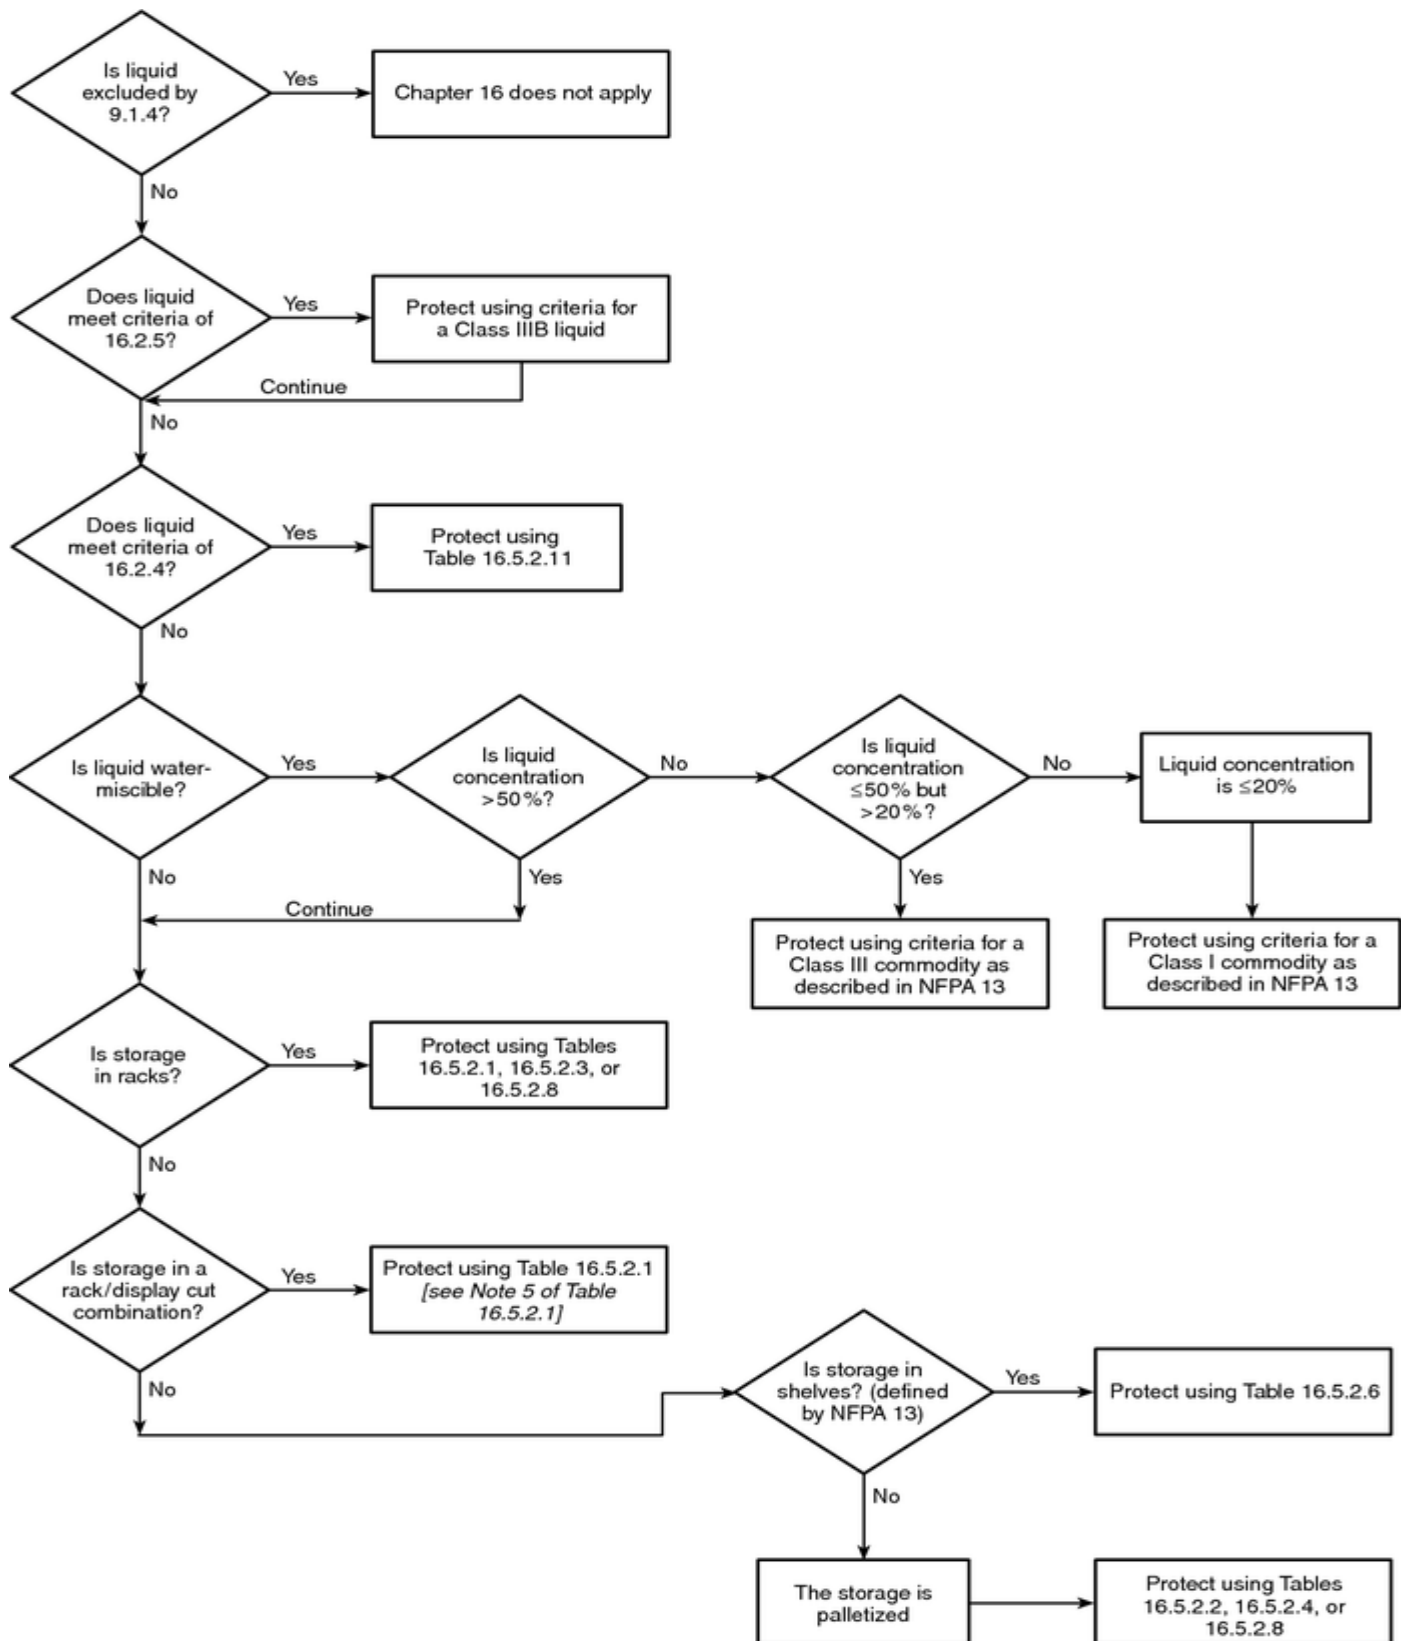 Is liquid
excluded by
9.1.4?
Yes
Chapter 16 does not apply
No
Does liquid
meet criteria of
16.2.5?
Yes
Protect using criteria for
a Class IIIB liquid
Continue
No
Does liquid
meet criteria of
16.2.4?
Yes
Protect using
Table 16.5.2.11
No
Is liquid water-
miscible?
Yes
Is liquid
concentration
>50%?
No
Is liquid
concentration
≤50% but
>20%?
No
Liquid concentration
is ≤20%
No
Yes
Continue
Yes
Protect using criteria for a
Class III commodity as
described in NFPA 13
Protect using criteria for a
Class I commodity as
described in NFPA 13
Is storage
in racks?
Yes
Protect using Tables
16.5.2.1, 16.5.2.3, or
16.5.2.8
No
Is storage in a
rack/display cut
combination?
Yes
Protect using Table 16.5.2.1
[see Note 5 of Table
16.5.2.1]
No
Is storage in
shelves? (defined
by NFPA 13)
Yes
Protect using Table 16.5.2.6
No
The storage is
palletized
Protect using Tables
16.5.2.2, 16.5.2.4, or
16.5.2.8